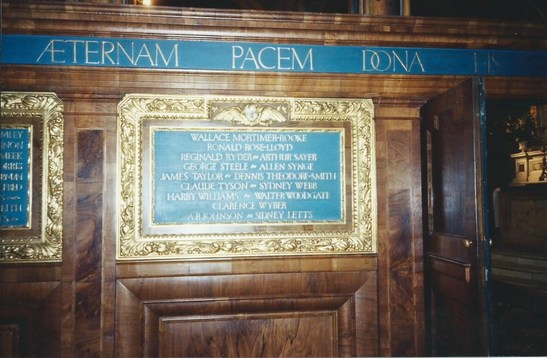 ÆTERNAM PACEM DONA EIS
WALLACE MORTIMER-ROOKE
RONALD ROSE-LLOYD
REGINALD RYDER ARTHUR SAYER
GEORGE STEELE ALLEN SYNGE
JAMES TAYLOR DENNIS THEODORE-SMITH
CLAUDE TYSON SYDNEY WEBB
HARRY WILLIAMS WALTER WOODGATE
CLARENCE WYBER
A.R. JOHNSON SIDNEY LETTS